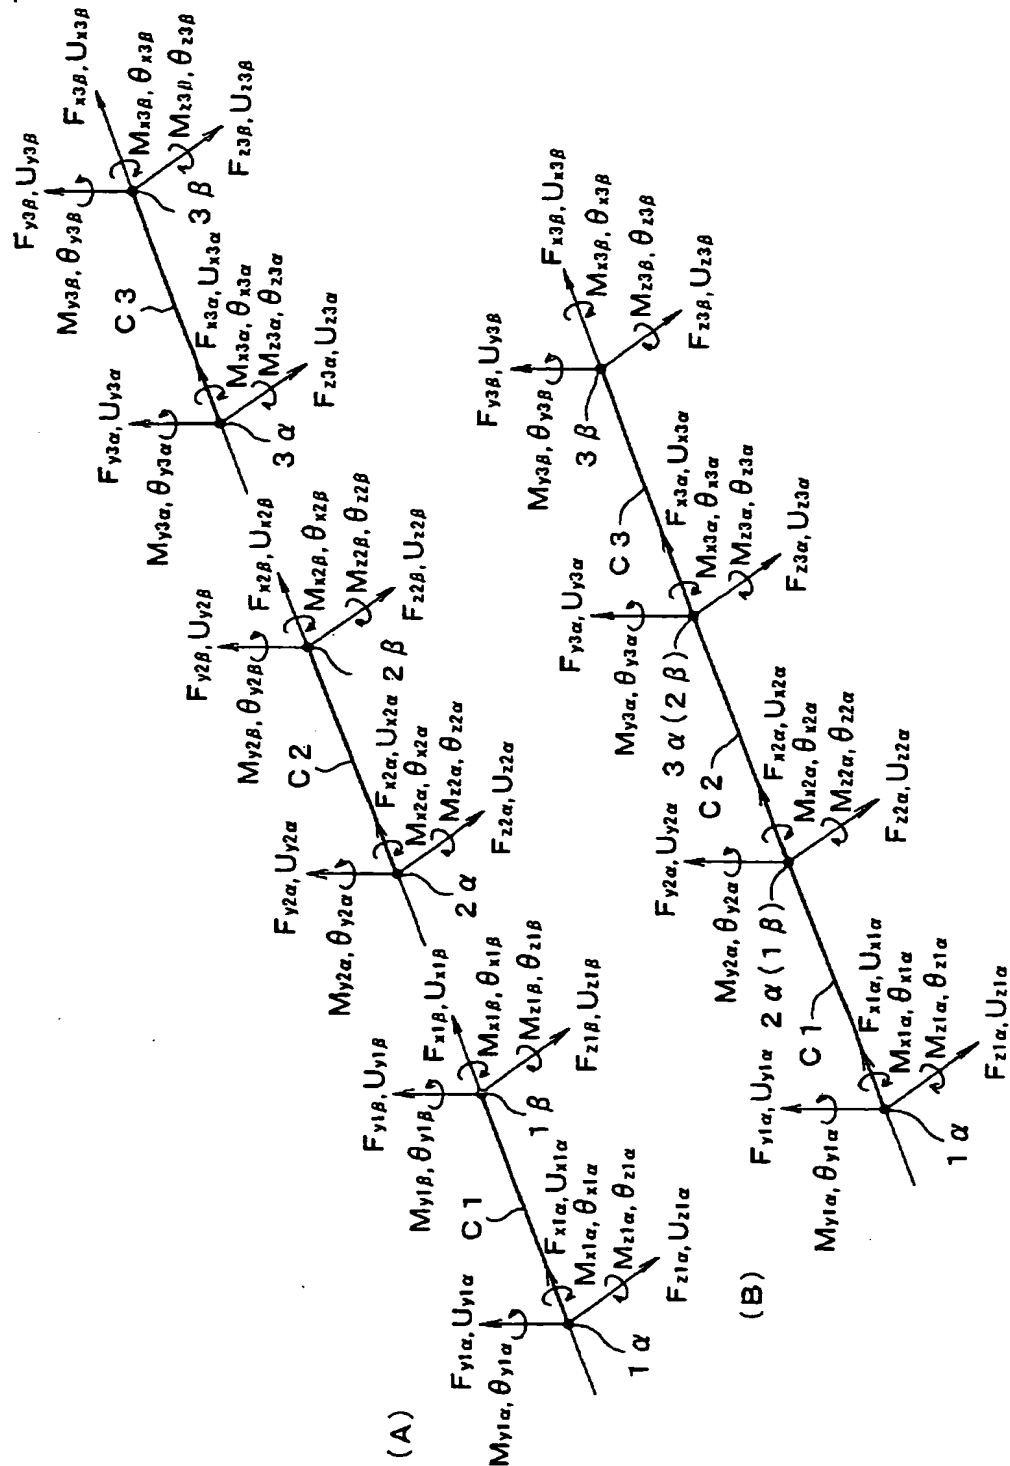 (A)
Fy1α, Uy1α
My1α, θy1α
Fx1α, Ux1α
Mx1α, θx1α
Mz1α, θz1α
Fz1α, Uz1α
1α
C1
Fy1β, Uy1β
My1β, θy1β
Fx1β, Ux1β
Mx1β, θx1β
Mz1β, θz1β
Fz1β, Uz1β
1β
Fy2α, Uy2α
My2α, θy2α
Fx2α, Ux2α
Mx2α, θx2α
Mz2α, θz2α
Fz2α, Uz2α
2α
C2
Fy2β, Uy2β
My2β, θy2β
Fx2β, Ux2β
Mx2β, θx2β
Mz2β, θz2β
Fz2β, Uz2β
2β
Fy3α, Uy3α
My3α, θy3α
Fx3α, Ux3α
Mx3α, θx3α
Mz3α, θz3α
Fz3α, Uz3α
3α
C3
Fy3β, Uy3β
My3β, θy3β
Fx3β, Ux3β
Mx3β, θx3β
Mz3β, θz3β
Fz3β, Uz3β
3β
(B)
Fy1α, Uy1α
My1α, θy1α
Fx1α, Ux1α
Mx1α, θx1α
Mz1α, θz1α
Fz1α, Uz1α
1α
C1
Fy2α, Uy2α
My2α, θy2α
2α(1β)
Fx2α, Ux2α
Mx2α, θx2α
Mz2α, θz2α
Fz2α, Uz2α
C2
Fy3α, Uy3α
My3α, θy3α
3α(2β)
Fx3α, Ux3α
Mx3α, θx3α
Mz3α, θz3α
Fz3α, Uz3α
C3
Fy3β, Uy3β
My3β, θy3β
3β
Fx3β, Ux3β
Mx3β, θx3β
Mz3β, θz3β
Fz3β, Uz3β